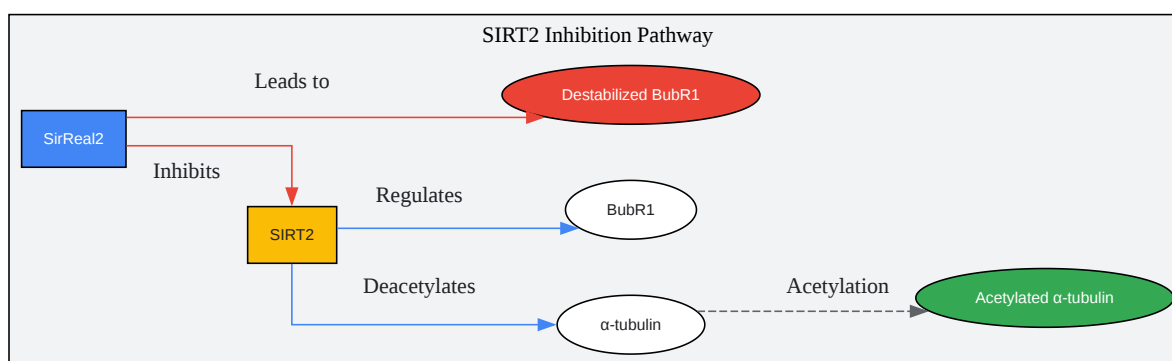 SIRT2 Inhibition Pathway
Leads to
Destabilized BubR1
SirReal2
Inhibits
Regulates
BubR1
SIRT2
Deacetylates
Acetylation
Acetylated α-tubulin
α-tubulin